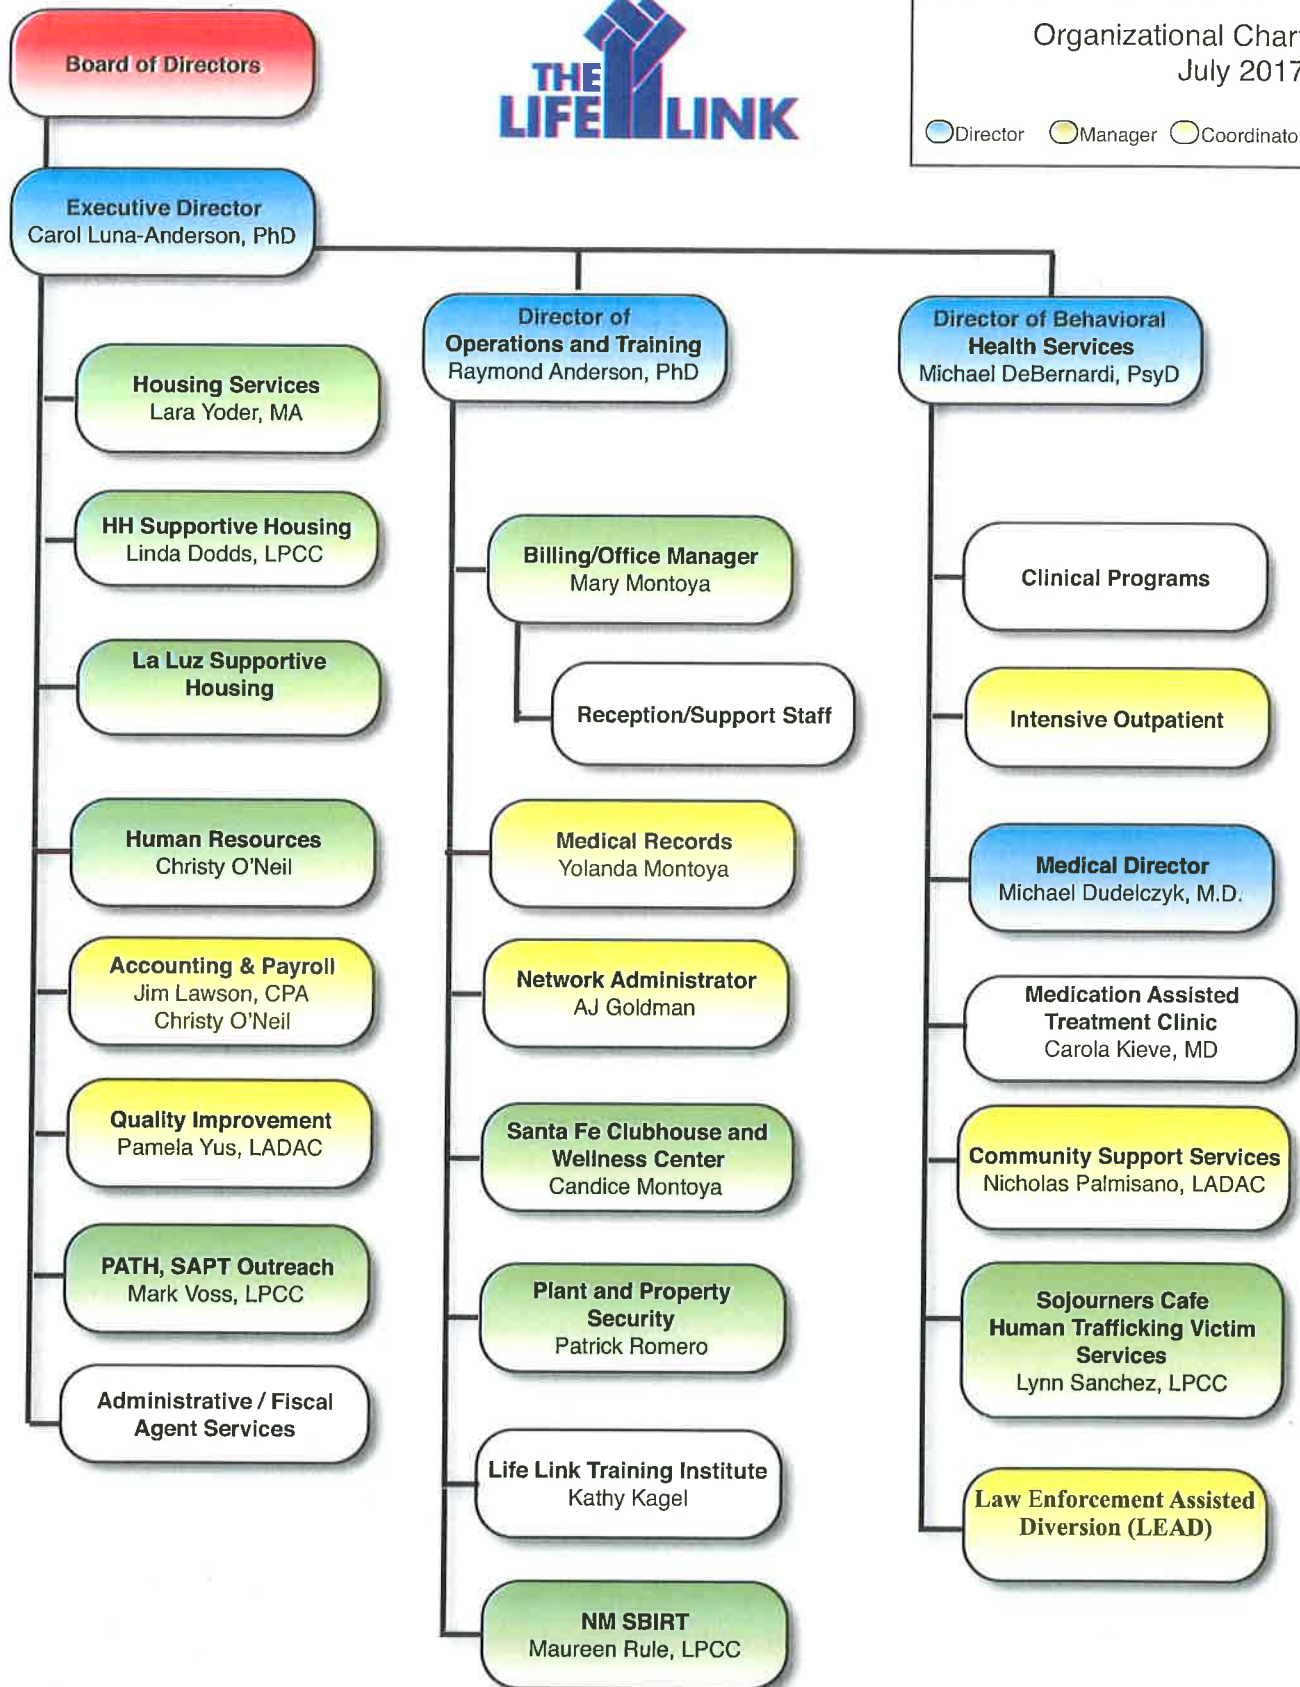 Board of Directors
THE
LIFE LINK
Organizational Chart
July 2017
Director Manager Coordinato
Executive Director
Carol Luna-Anderson, PhD
Director of
Operations and Training
Raymond Anderson, PhD
Director of Behavioral
Health Services
Michael DeBernardi, PsyD
Housing Services
Lara Yoder, MA
HH Supportive Housing
Linda Dodds, LPCC
La Luz Supportive
Housing
Human Resources
Christy O'Neil
Accounting & Payroll
Jim Lawson, CPA
Christy O'Neil
Quality Improvement
Pamela Yus, LADAC
PATH, SAPT Outreach
Mark Voss, LPCC
Administrative / Fiscal
Agent Services
Billing/Office Manager
Mary Montoya
Reception/Support Staff
Medical Records
Yolanda Montoya
Network Administrator
AJ Goldman
Santa Fe Clubhouse and
Wellness Center
Candice Montoya
Plant and Property
Security
Patrick Romero
Life Link Training Institute
Kathy Kagel
NM SBIRT
Maureen Rule, LPCC
Clinical Programs
Intensive Outpatient
Medical Director
Michael Dudelczyk, M.D.
Medication Assisted
Treatment Clinic
Carola Kieve, MD
Community Support Services
Nicholas Palmisano, LADAC
Sojourners Cafe
Human Trafficking Victim
Services
Lynn Sanchez, LPCC
Law Enforcement Assisted
Diversion (LEAD)